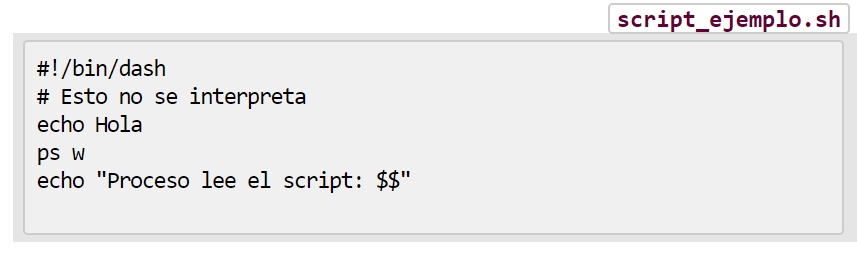 script_ejemplo.sh
#!/bin/dash
# Esto no se interpreta
echo Hola
ps w
echo "Proceso lee el script: $$"